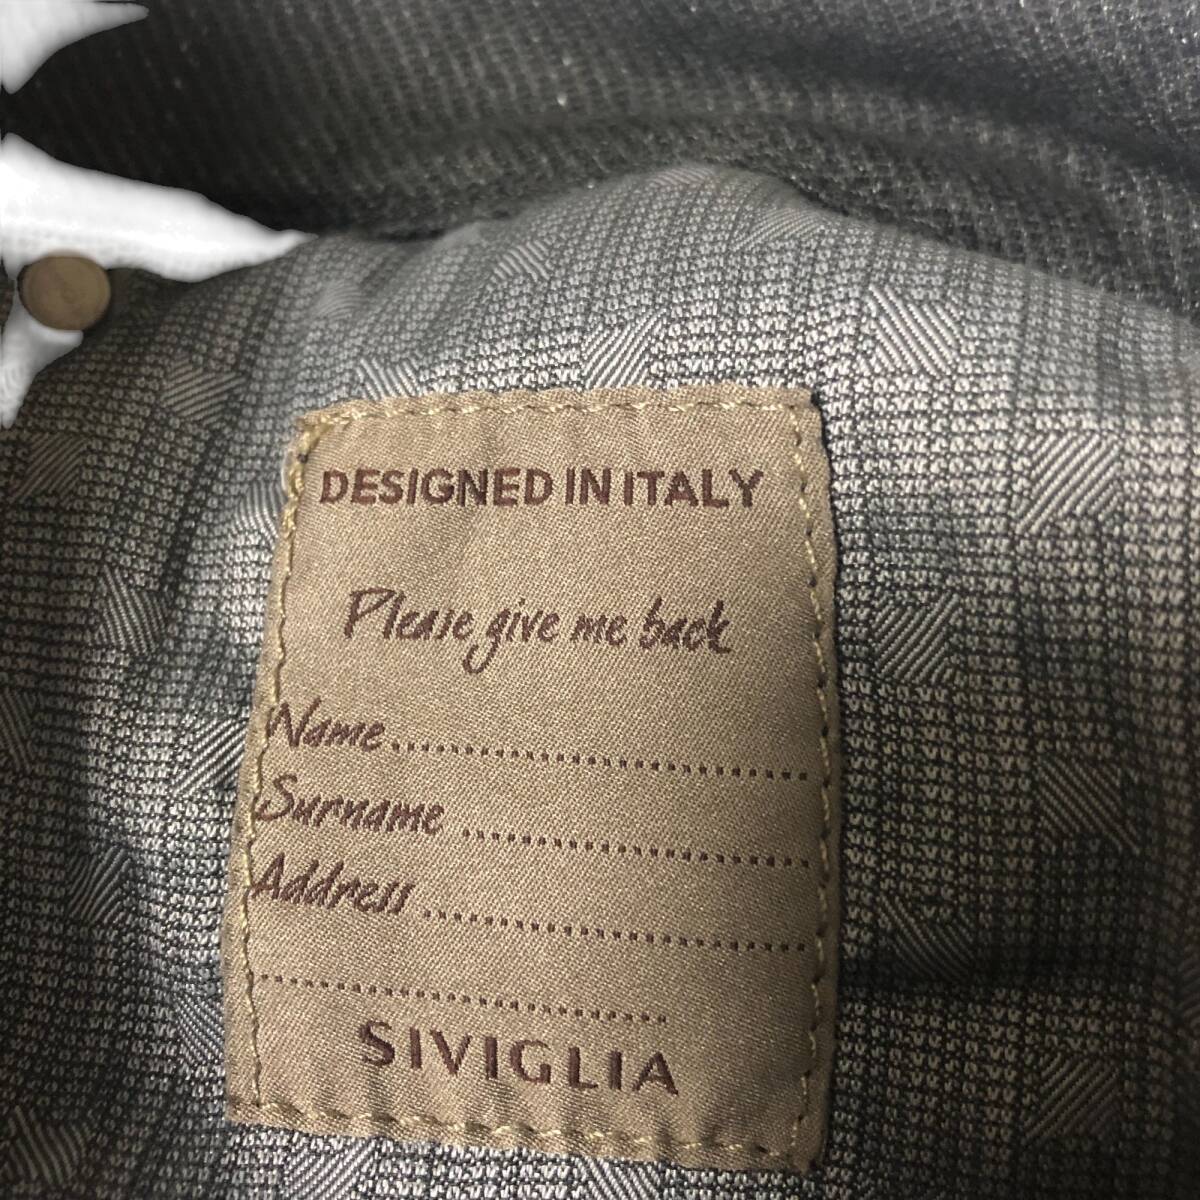 DESIGNED IN ITALY
Please give me back
Name ........................................
Surname ........................................
Address ........................................
........................................
SIVIGLIA